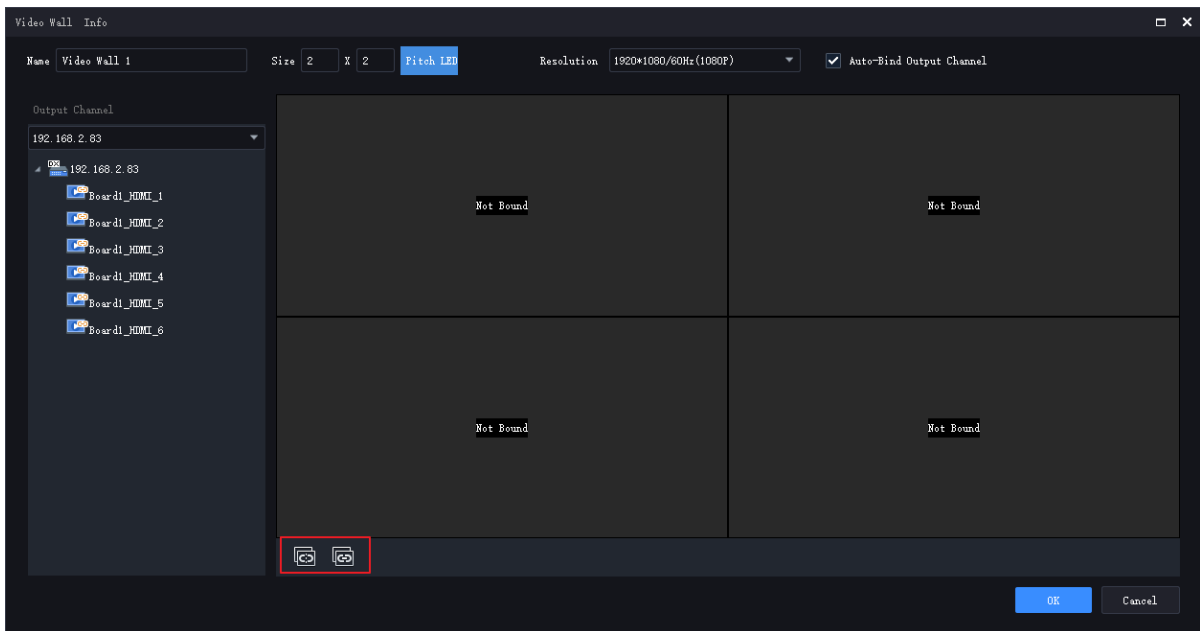 Video Wall Info
Name Video Wall 1 Size 2 X 2 Pitch LED Resolution 1920*1080/60Hz(1080P) Auto-Bind Output Channel
Output Channel
192.168.2.83
DX 192.168.2.83
Board1_HDMI_1
Board1_HDMI_2
Board1_HDMI_3
Board1_HDMI_4
Board1_HDMI_5
Board1_HDMI_6
Not Bound Not Bound
Not Bound Not Bound
OK Cancel